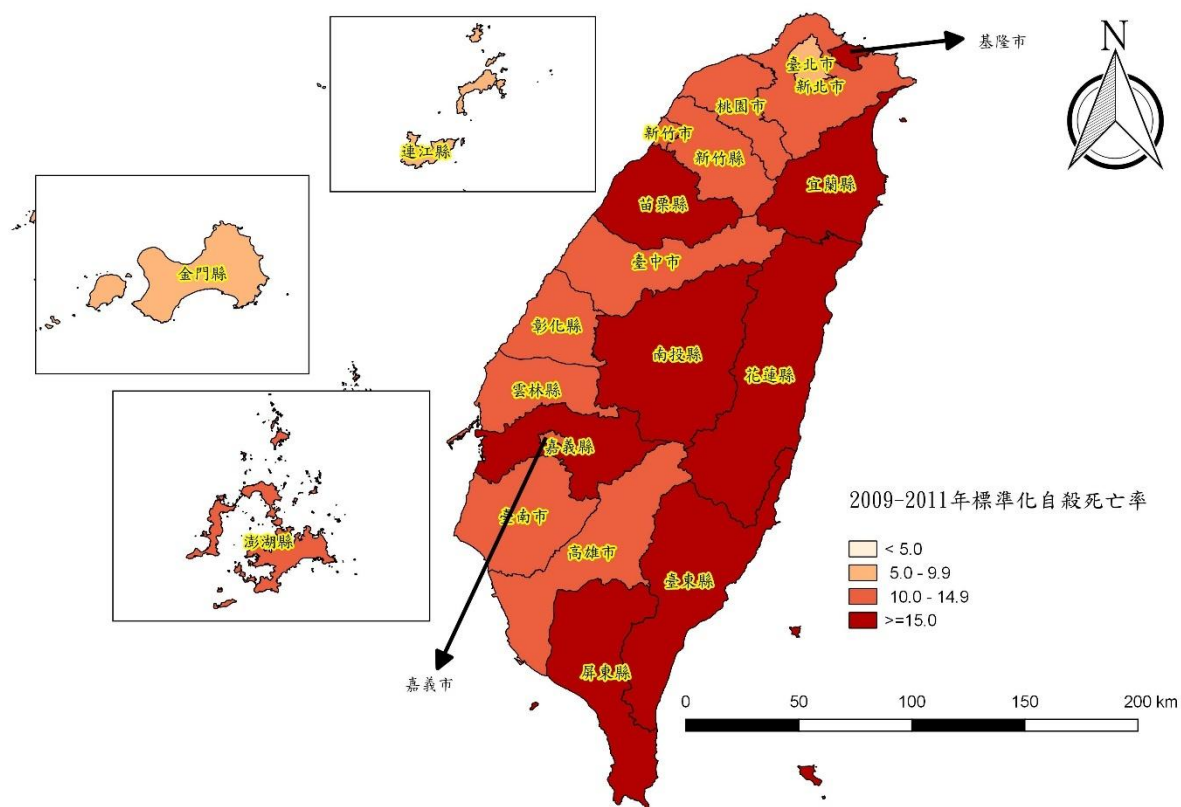 基隆市
N
臺北市
新北市
桃園市
新竹市
新竹縣
連江縣
宜蘭縣
苗栗縣
臺中市
金門縣
彰化縣
南投縣
花蓮縣
雲林縣
嘉義縣
臺南市
澎湖縣
高雄市
臺東縣
屏東縣
嘉義市
2009-2011年標準化自殺死亡率
< 5.0
5.0 - 9.9
10.0 - 14.9
>=15.0
0 50 100 150 200 km